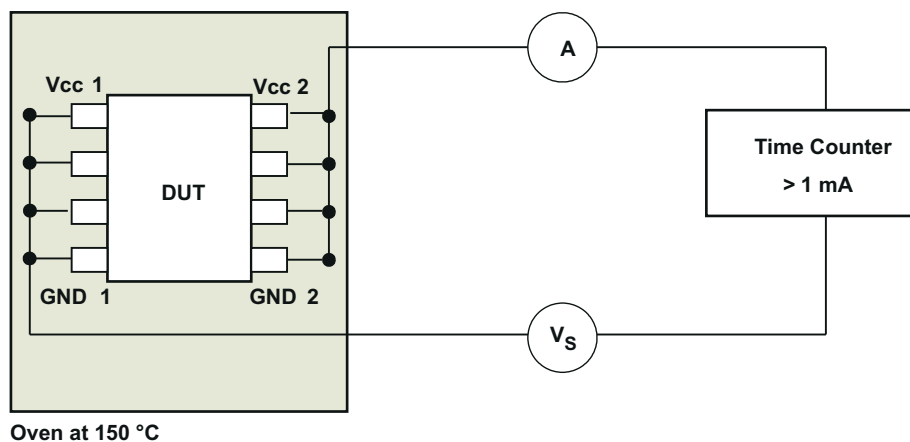 A
Vcc 1
Vcc 2
Time Counter
> 1 mA
DUT
GND 1
GND 2
VS
Oven at 150 °C